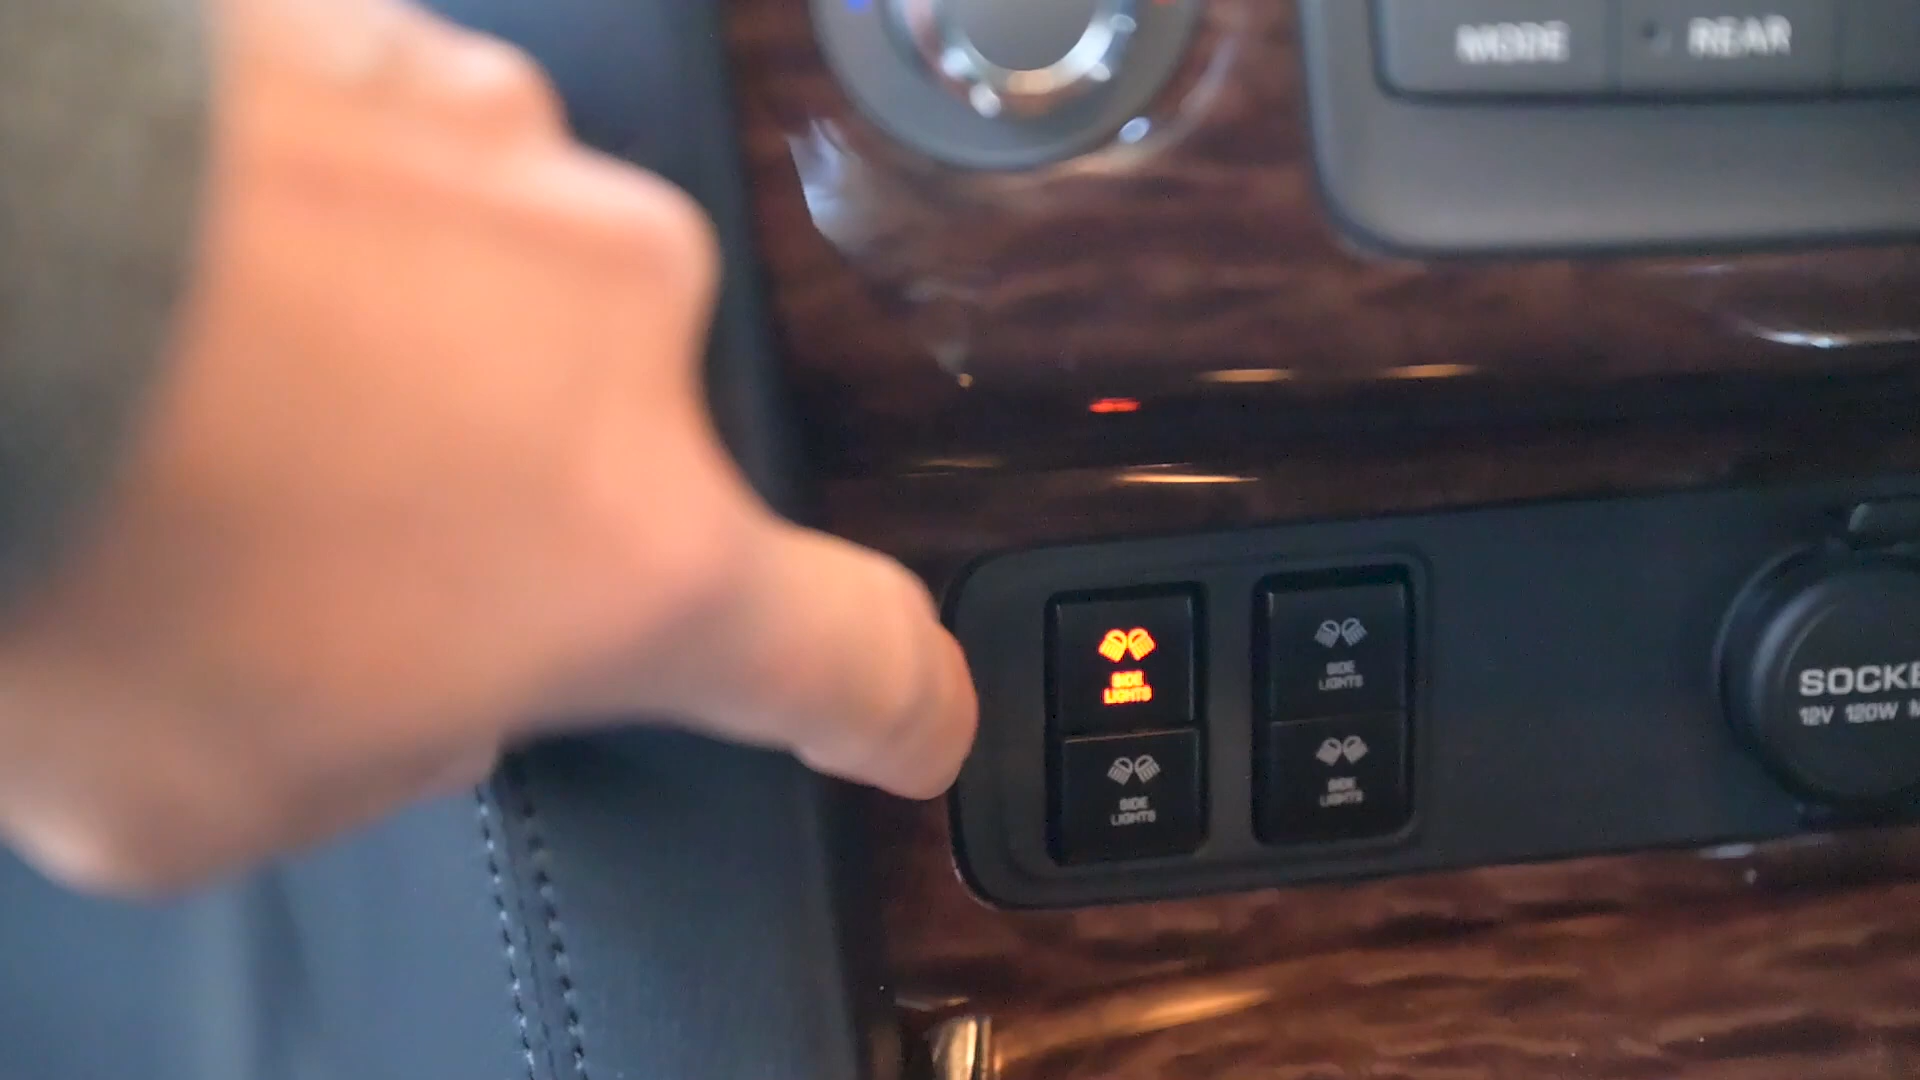 MODE
REAR
SIDE
LIGHTS
SIDE
LIGHTS
SIDE
LIGHTS
SIDE
LIGHTS
SOCKE
12V 120W M